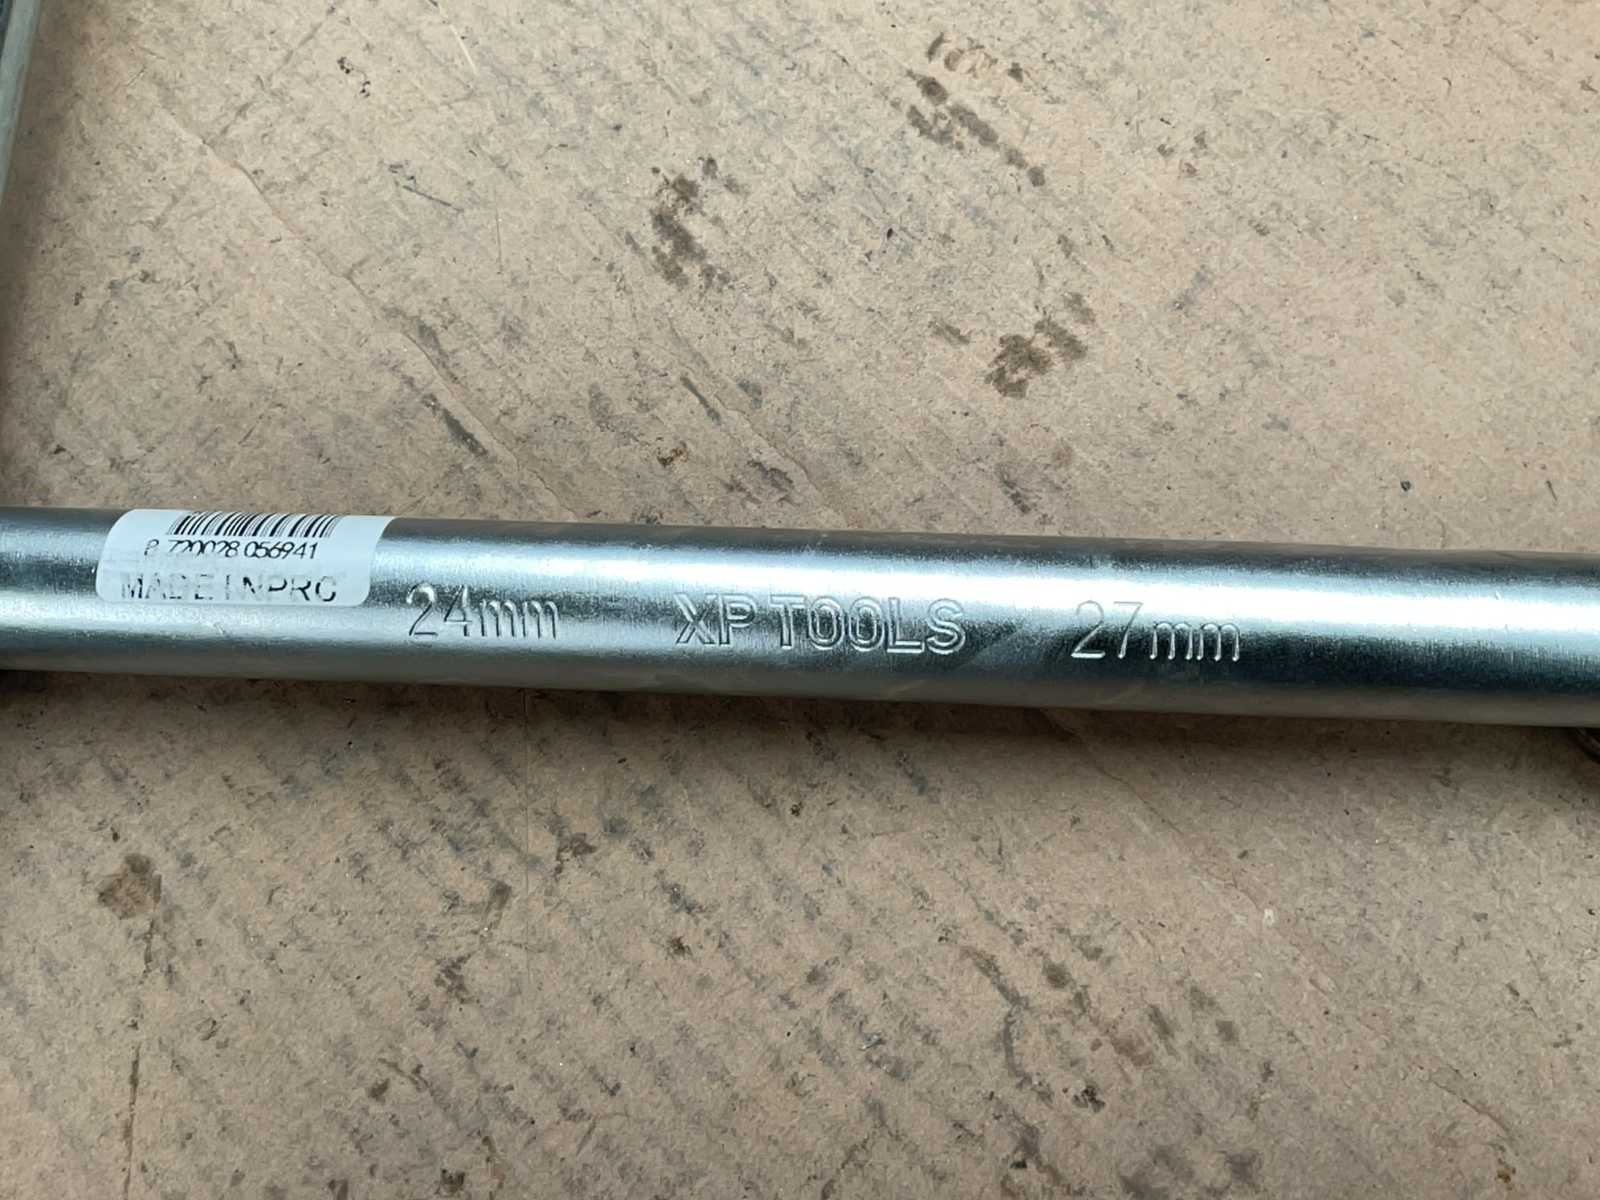 8 720028 056941
MADE IN PRC
24mm XP TOOLS 27mm